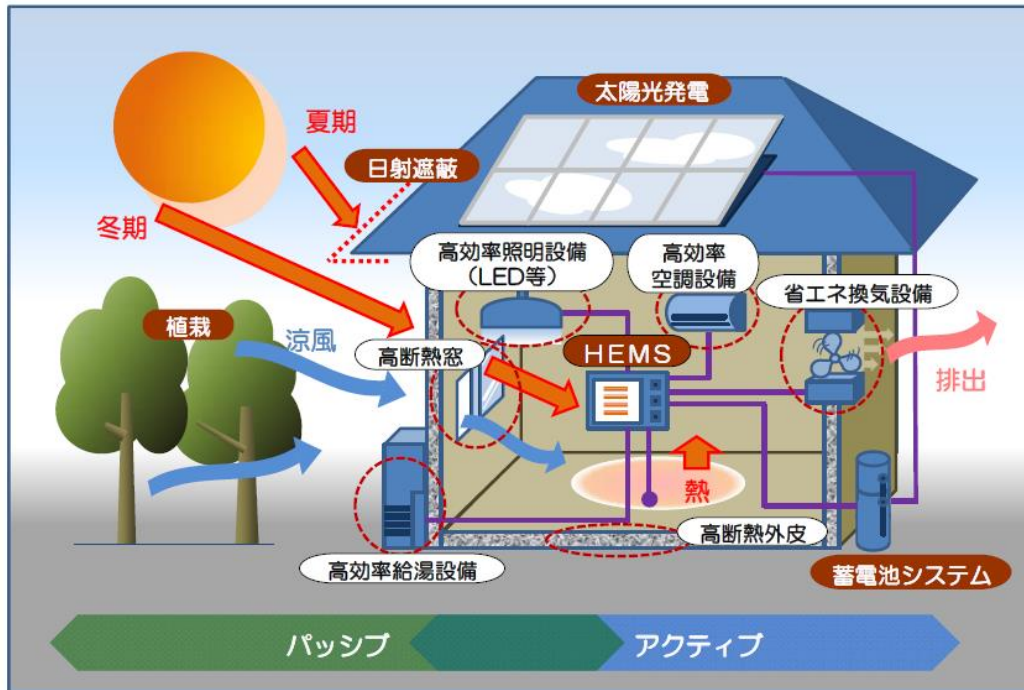 太陽光発電
夏期
日射遮蔽
冬期
高効率照明設備
（LED等）
高効率
空調設備
省エネ換気設備
植栽
涼風
高断熱窓
HEMS
排出
熱
高断熱外皮
高効率給湯設備
蓄電池システム
パッシブ
アクティブ